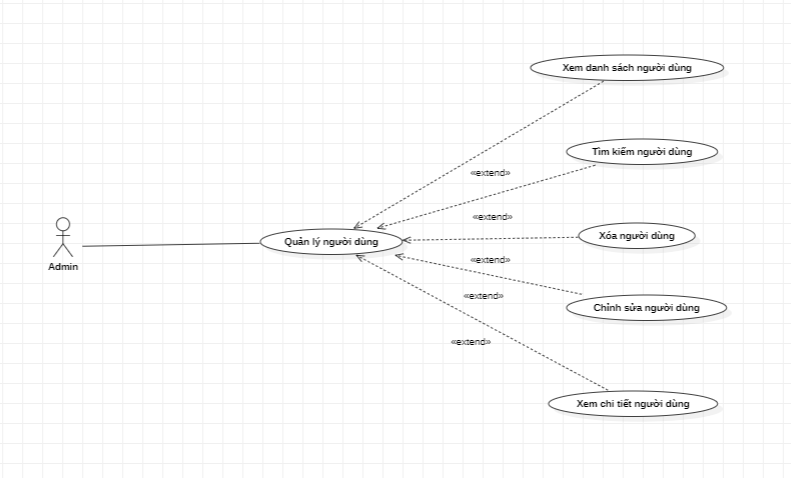 Xem danh sách người dùng
Tìm kiếm người dùng
«extend»
«extend»
Xóa người dùng
Quản lý người dùng
«extend»
Admin
«extend»
Chỉnh sửa người dùng
«extend»
Xem chi tiết người dùng